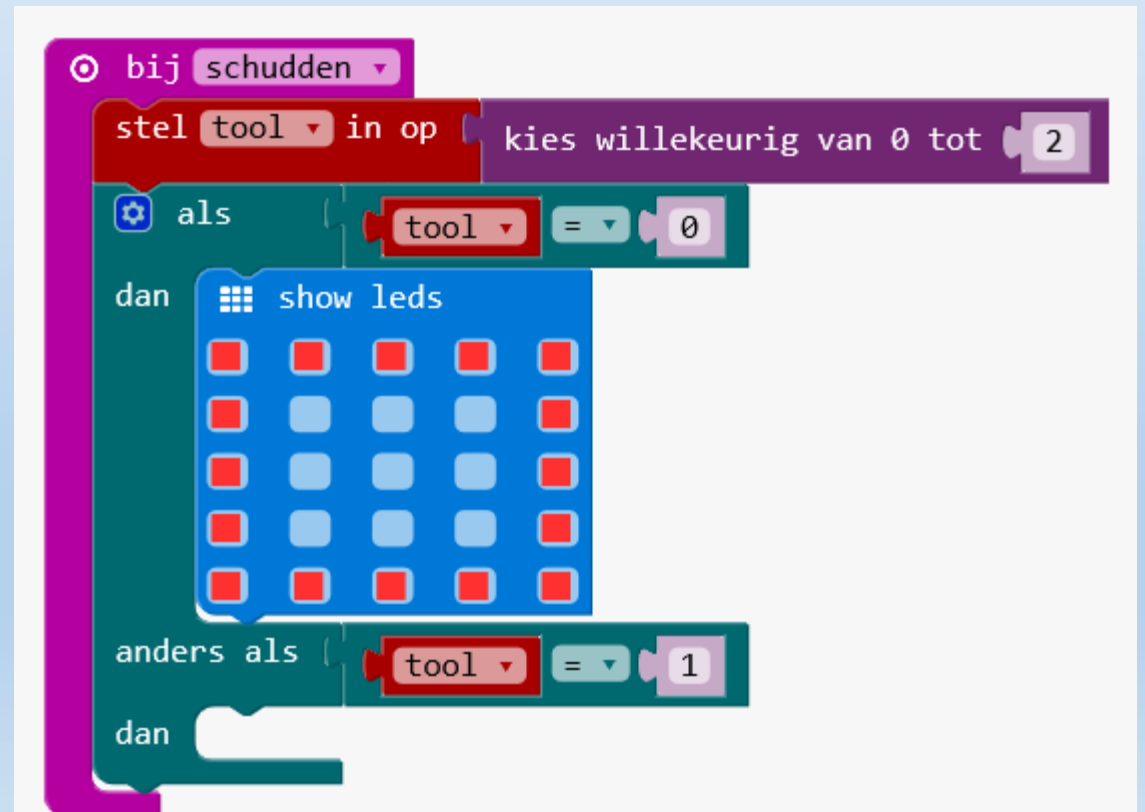 bij schudden
stel tool in op kies willekeurig van 0 tot 2
als tool = 0
dan show leds
anders als tool = 1
dan